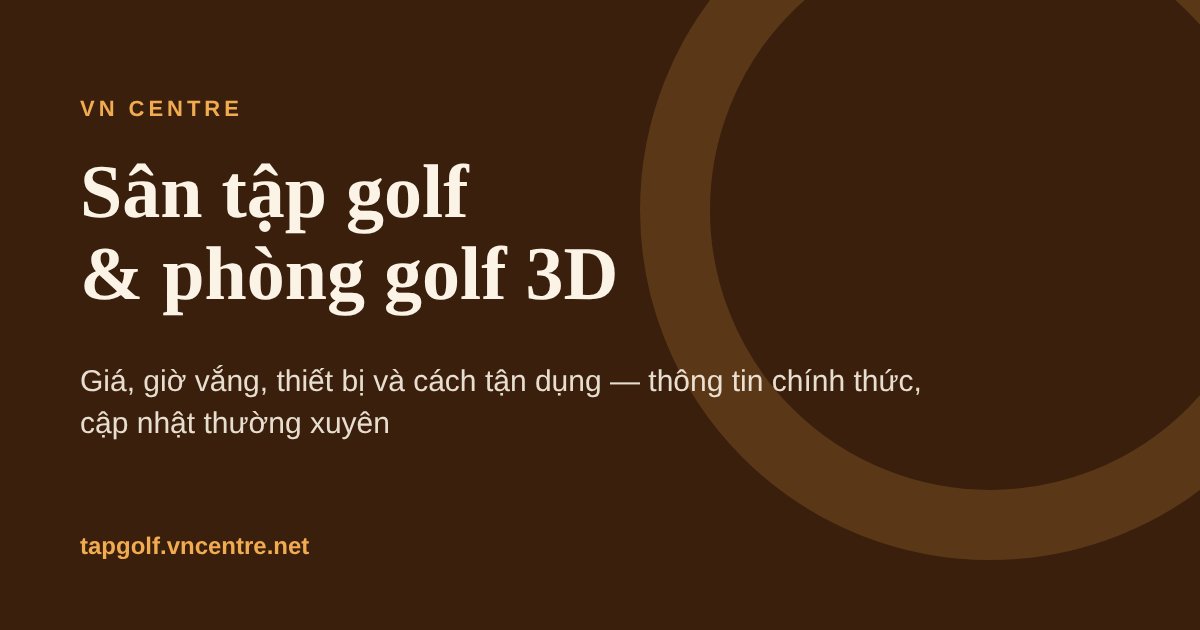 VN CENTRE
Sân tập golf
& phòng golf 3D
Giá, giờ vắng, thiết bị và cách tận dụng — thông tin chính thức,
cập nhật thường xuyên
tapgolf.vncentre.net